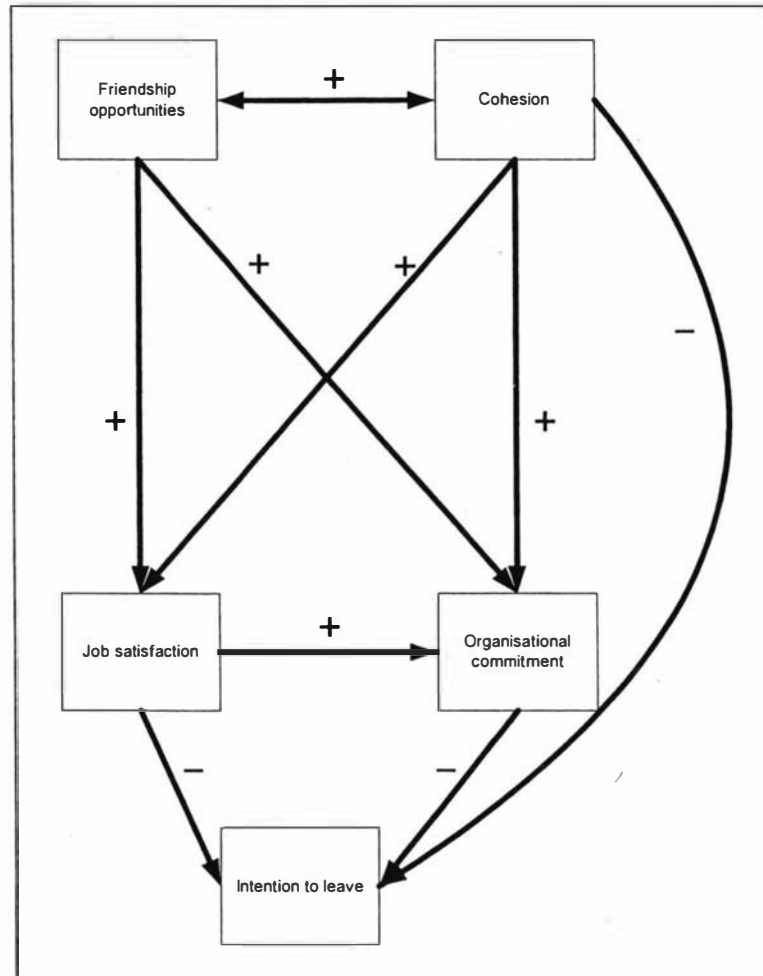 Friendship
opportunities
+
Cohesion
+
+
−
+
+
Job satisfaction
+
Organisational
commitment
−
−
Intention to leave